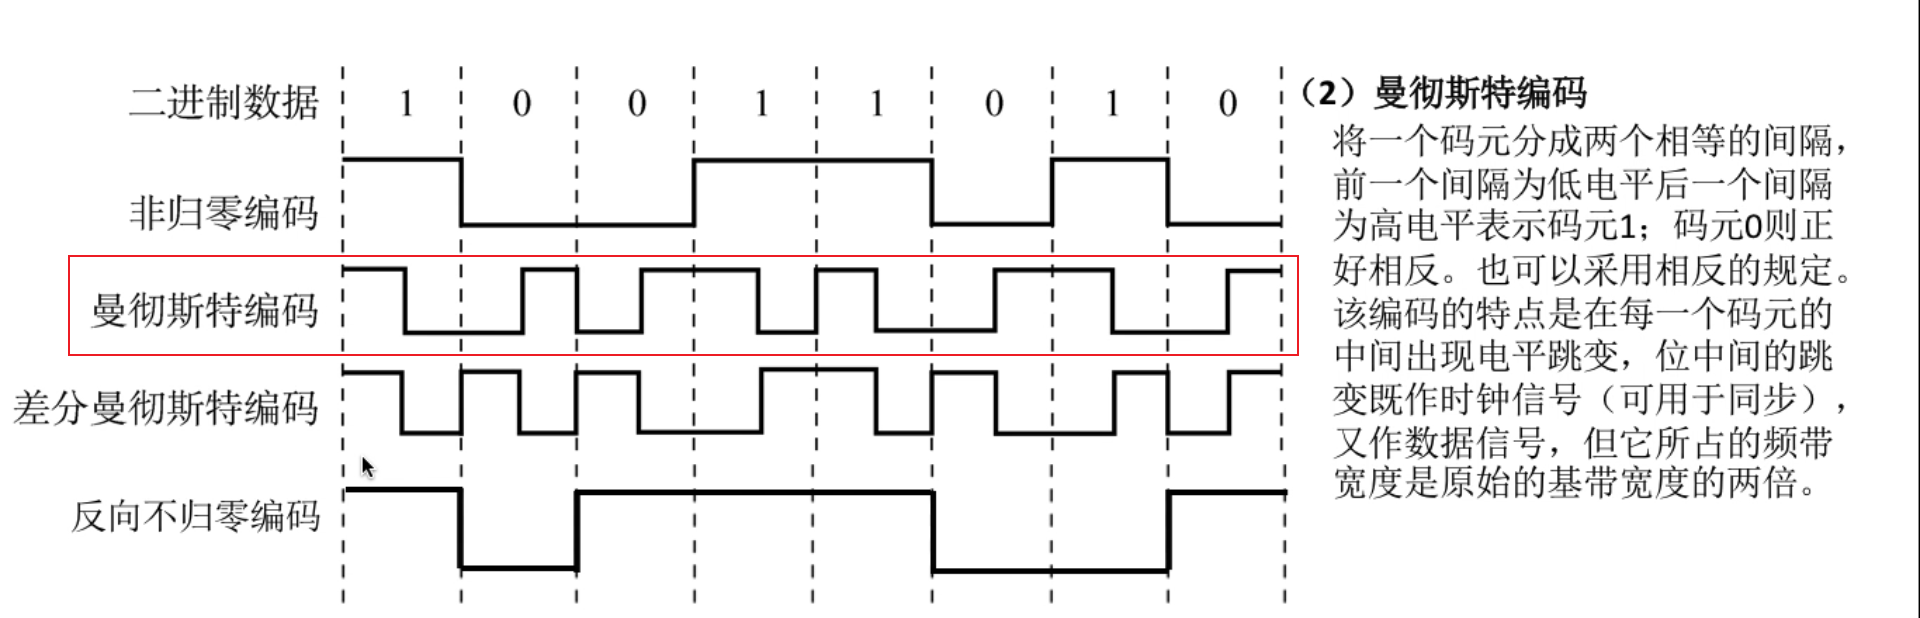 二进制数据 1 0 0 1 1 0 1 0
非归零编码
曼彻斯特编码
差分曼彻斯特编码
反向不归零编码
（2）曼彻斯特编码
将一个码元分成两个相等的间隔，
前一个间隔为低电平后一个间隔
为高电平表示码元1；码元0则正
好相反。也可以采用相反的规定。
该编码的特点是在每一个码元的
中间出现电平跳变，位中间的跳
变既作时钟信号（可用于同步），
又作数据信号，但它所占的频带
宽度是原始的基带宽度的两倍。